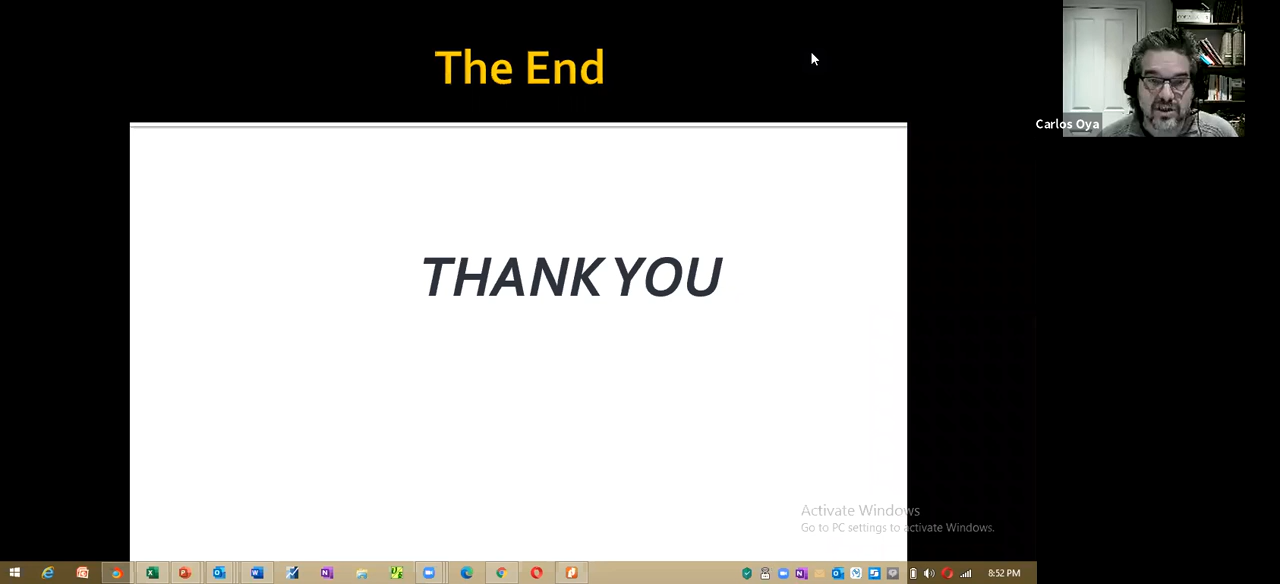 The End
Carlos Oya
THANK YOU
Activate Windows
Go to PC settings to activate Windows.
8:52 PM